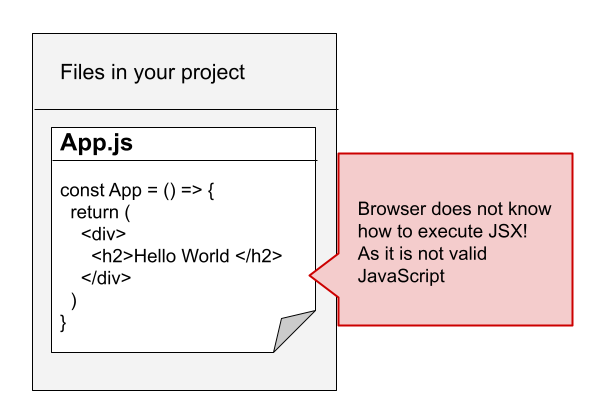 Files in your project
App.js
const App = () => {
return (
<div>
<h2>Hello World </h2>
</div>
)
}
Browser does not know
how to execute JSX!
As it is not valid
JavaScript